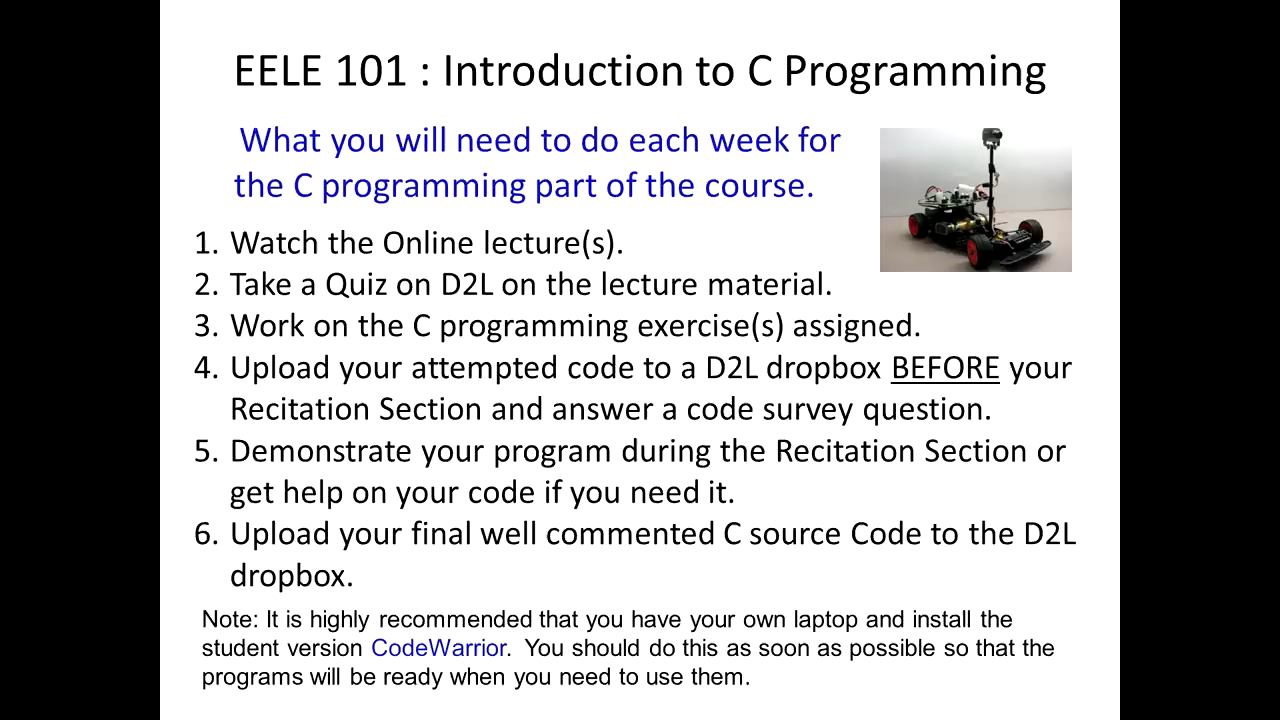 EELE 101 : Introduction to C Programming
What you will need to do each week for
the C programming part of the course.
1. Watch the Online lecture(s).
2. Take a Quiz on D2L on the lecture material.
3. Work on the C programming exercise(s) assigned.
4. Upload your attempted code to a D2L dropbox BEFORE your
Recitation Section and answer a code survey question.
5. Demonstrate your program during the Recitation Section or
get help on your code if you need it.
6. Upload your final well commented C source Code to the D2L
dropbox.
Note: It is highly recommended that you have your own laptop and install the
student version CodeWarrior. You should do this as soon as possible so that the
programs will be ready when you need to use them.